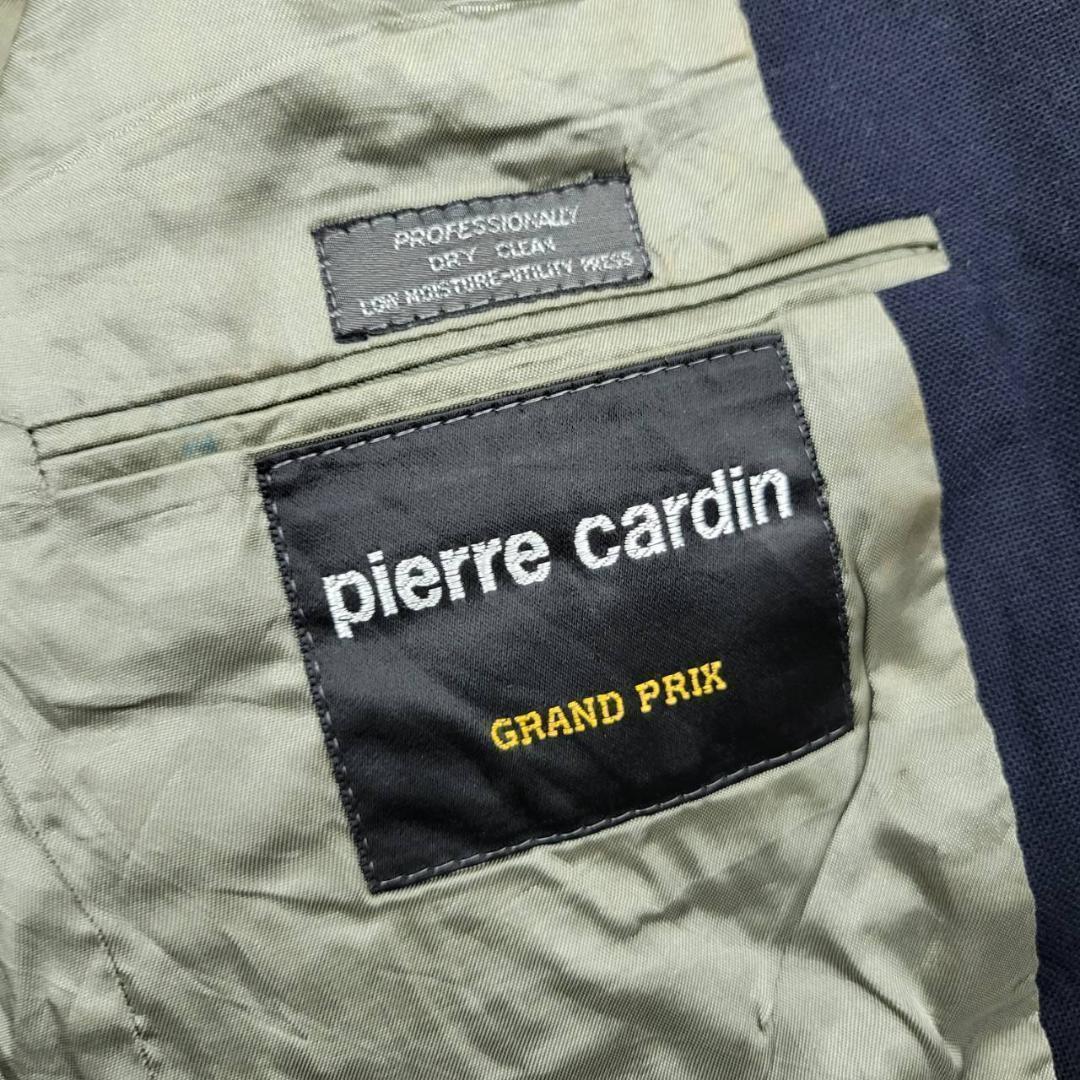 PROFESSIONALLY
DRY CLEAN
LOW MOISTURE-UTILITY PRESS
pierre cardin
GRAND PRIX